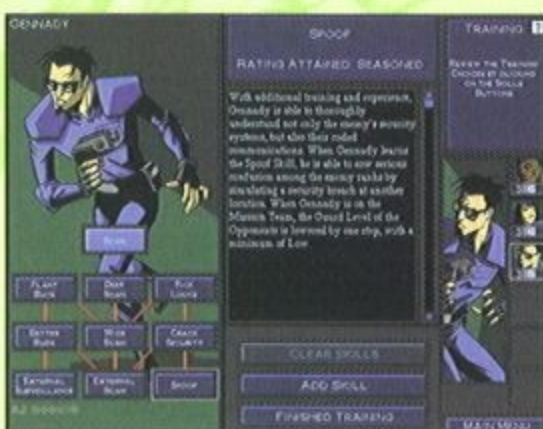 GENNADY
SPOOF
RATING ATTAINED: SEASONED
With additional training and experience,
Gennady is able to thoroughly
understand not only the enemy's security
systems, but also their coded
communications. When Gennady learns
the Spoof Skill, he is able to sow serious
confusion among the enemy ranks by
simulating a security breach at another
location. When Gennady is on the
Mission Team, the Guard Level of the
Opponents is lowered by one step, with a
minimum of Low.
SCAN
PLANT
BUGS
DEEP
SCAN
PICK
LOCKS
BETTER
BUGS
WIDE
SCAN
CRACK
SECURITY
EXTERNAL
SURVEILLANCE
EXTERNAL
SCAN
SPOOF
CLEAR SKILLS
ADD SKILL
FINISHED TRAINING
TRAINING ?
REVIEW THE TRAINING
CHOICES BY CLICKING
ON THE SKILLS
BUTTONS
MAIN MENU